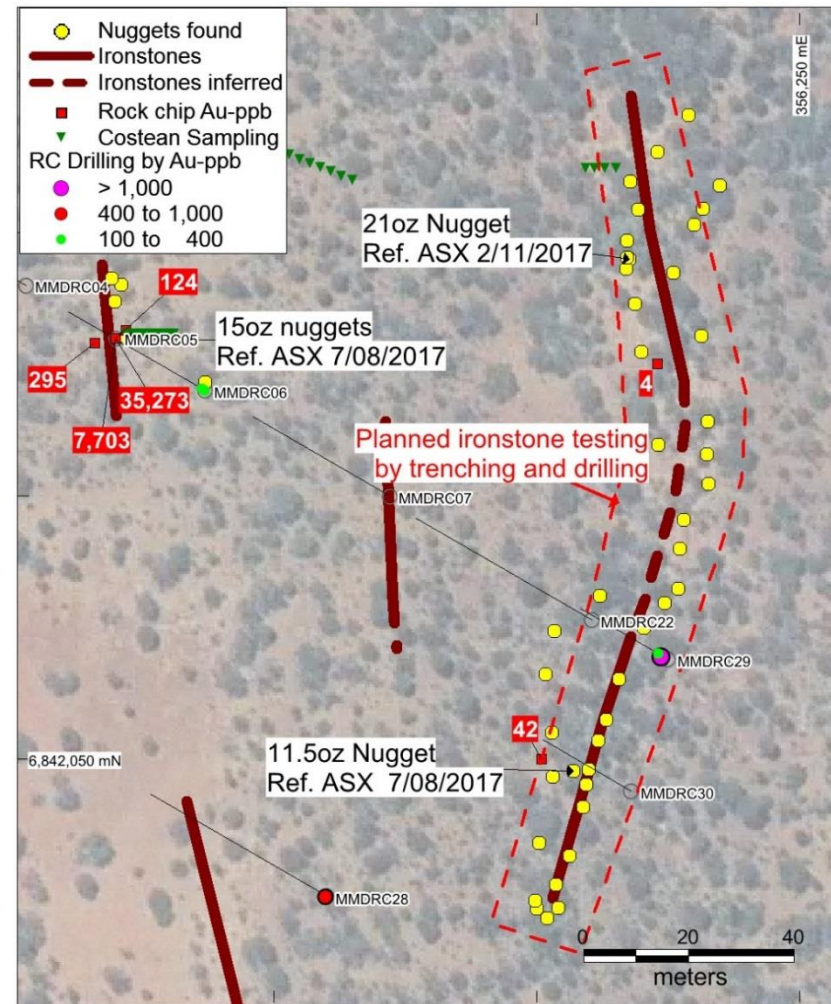 Nuggets found
Ironstones
Ironstones inferred
Rock chip Au-ppb
Costean Sampling
RC Drilling by Au-ppb
> 1,000
400 to 1,000
100 to 400
356,250 mE
21oz Nugget
Ref. ASX 2/11/2017
MMDRC04
124
15oz nuggets
Ref. ASX 7/08/2017
MMDRC05
295
35,273
MMDRC06
7,703
4
Planned ironstone testing
by trenching and drilling
MMDRC07
MMDRC22
MMDRC29
42
11.5oz Nugget
Ref. ASX 7/08/2017
6,842,050 mN
MMDRC30
MMDRC28
0 20 40
meters